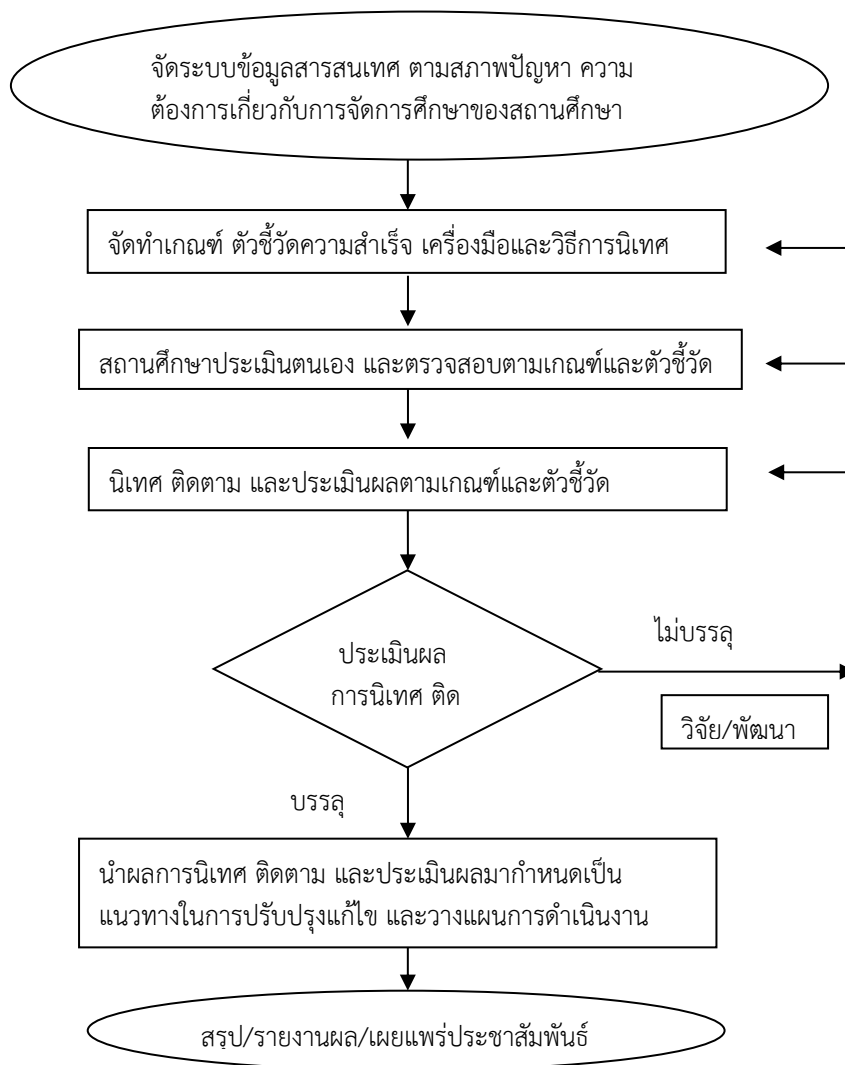 จัดระบบข้อมูลสารสนเทศ ตามสภาพปัญหา ความ
ต้องการเกี่ยวกับการจัดการศึกษาของสถานศึกษา
จัดทำเกณฑ์ ตัวชี้วัดความสำเร็จ เครื่องมือและวิธีการนิเทศ
สถานศึกษาประเมินตนเอง และตรวจสอบตามเกณฑ์และตัวชี้วัด
นิเทศ ติดตาม และประเมินผลตามเกณฑ์และตัวชี้วัด
ประเมินผล
การนิเทศ ติด
ไม่บรรลุ
วิจัย/พัฒนา
บรรลุ
นำผลการนิเทศ ติดตาม และประเมินผลมากำหนดเป็น
แนวทางในการปรับปรุงแก้ไข และวางแผนการดำเนินงาน
สรุป/รายงานผล/เผยแพร่ประชาสัมพันธ์